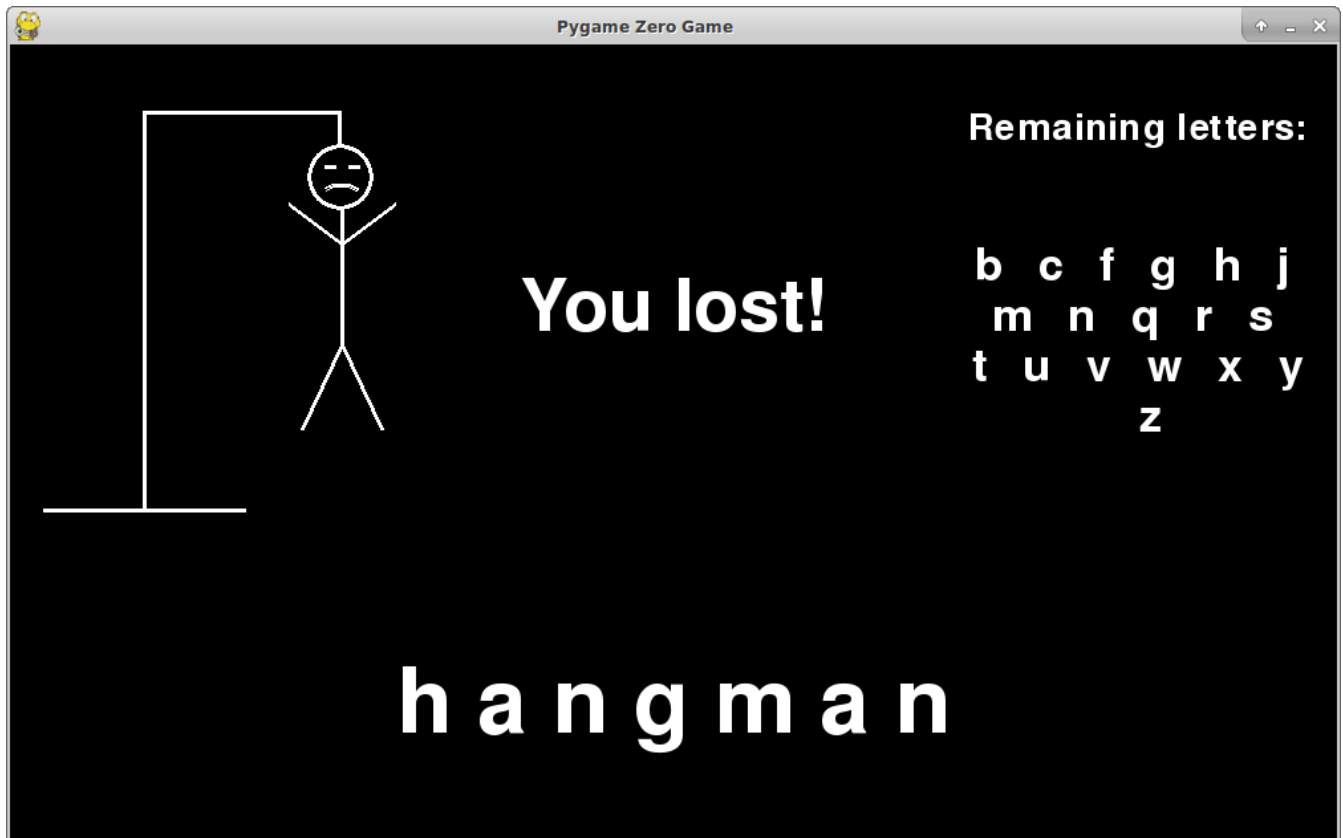 Pygame Zero Game
Remaining letters:
b c f g h j
m n q r s
t u v w x y
z
You lost!
h a n g m a n